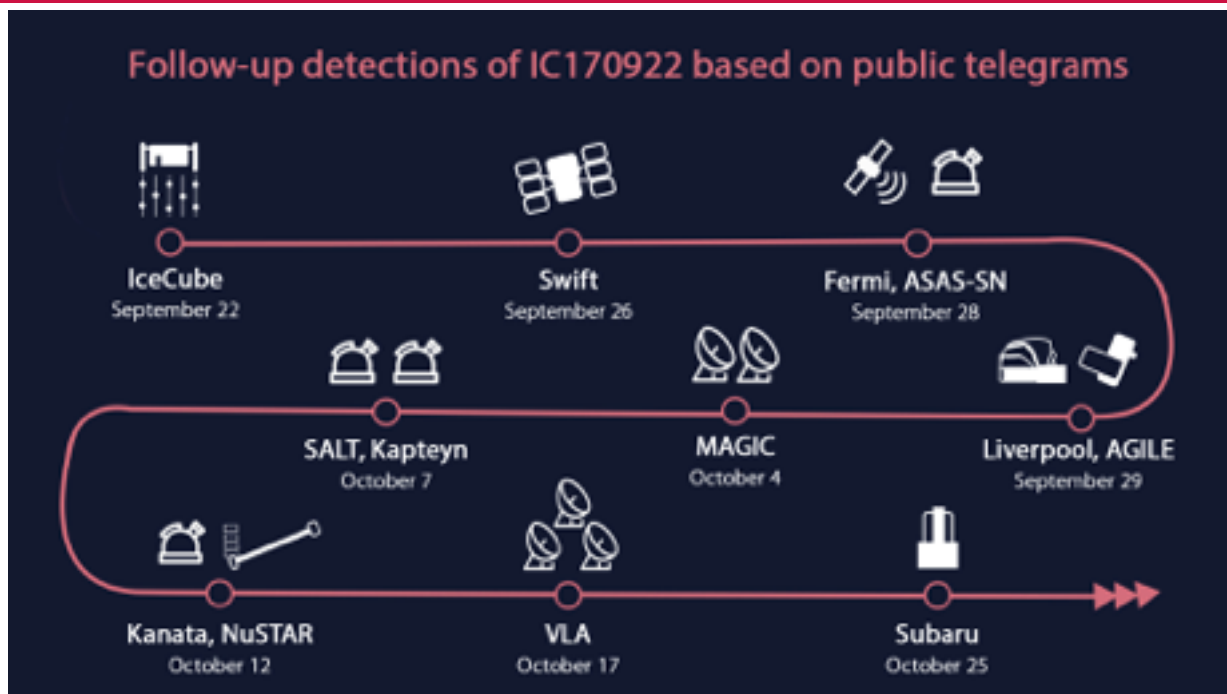 Follow-up detections of IC170922 based on public telegrams
IceCube
September 22
Swift
September 26
Fermi, ASAS-SN
September 28
Liverpool, AGILE
September 29
MAGIC
October 4
SALT, Kapteyn
October 7
Kanata, NuSTAR
October 12
VLA
October 17
Subaru
October 25